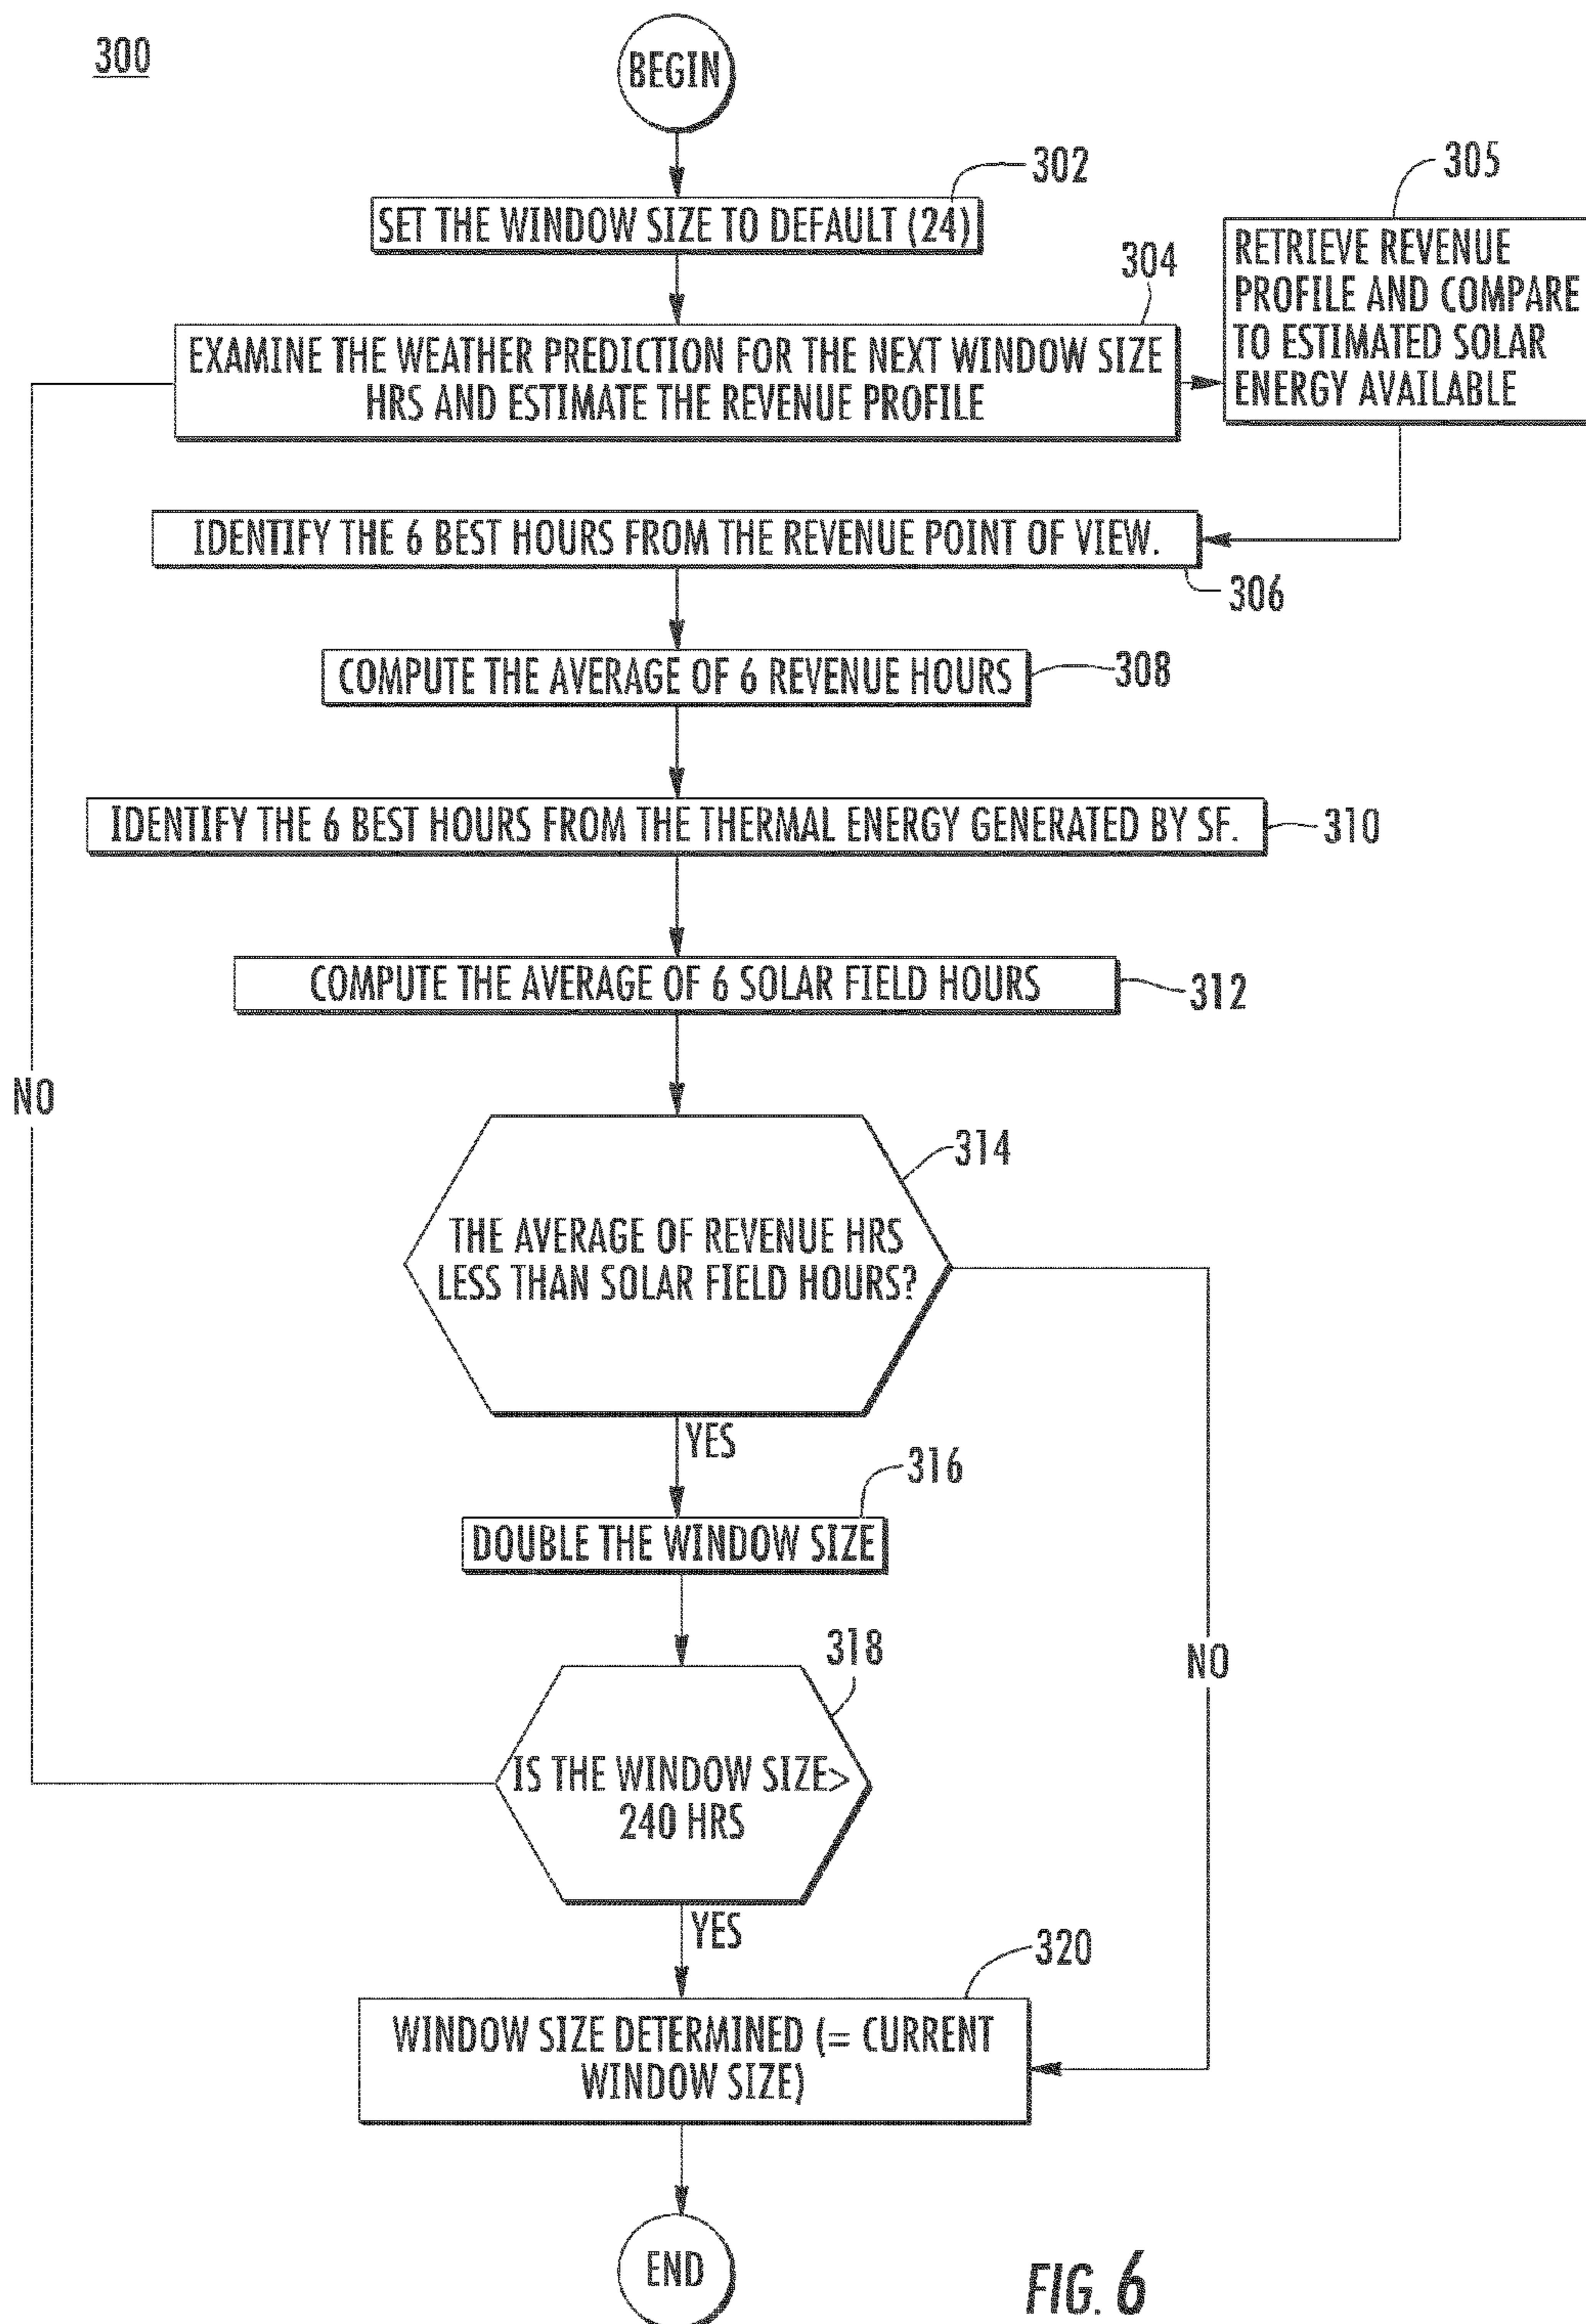 300
BEGIN
302
SET THE WINDOW SIZE TO DEFAULT (24)
304
EXAMINE THE WEATHER PREDICTION FOR THE NEXT WINDOW SIZE
HRS AND ESTIMATE THE REVENUE PROFILE
305
RETRIEVE REVENUE
PROFILE AND COMPARE
TO ESTIMATED SOLAR
ENERGY AVAILABLE
IDENTIFY THE 6 BEST HOURS FROM THE REVENUE POINT OF VIEW.
306
COMPUTE THE AVERAGE OF 6 REVENUE HOURS
308
IDENTIFY THE 6 BEST HOURS FROM THE THERMAL ENERGY GENERATED BY SF.
310
COMPUTE THE AVERAGE OF 6 SOLAR FIELD HOURS
312
NO
314
THE AVERAGE OF REVENUE HRS
LESS THAN SOLAR FIELD HOURS?
YES
316
DOUBLE THE WINDOW SIZE
318
NO
IS THE WINDOW SIZE>
240 HRS
YES
320
WINDOW SIZE DETERMINED (= CURRENT
WINDOW SIZE)
END
FIG. 6